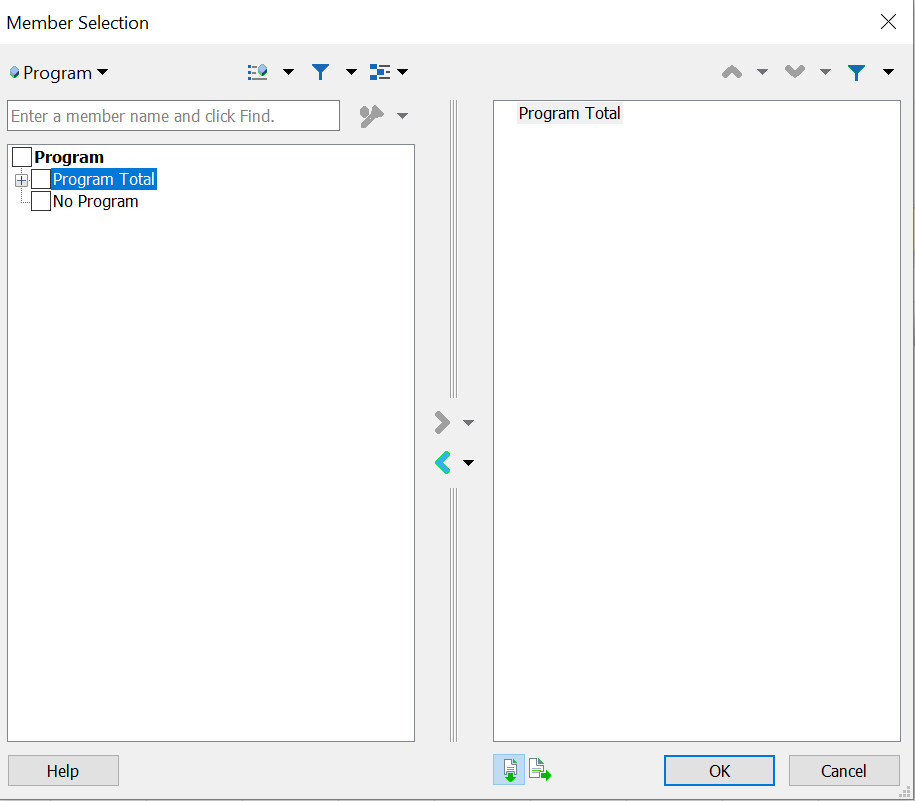 Member Selection
Program
Enter a member name and click Find.
Program
Program Total
No Program
Program Total
Help
OK
Cancel